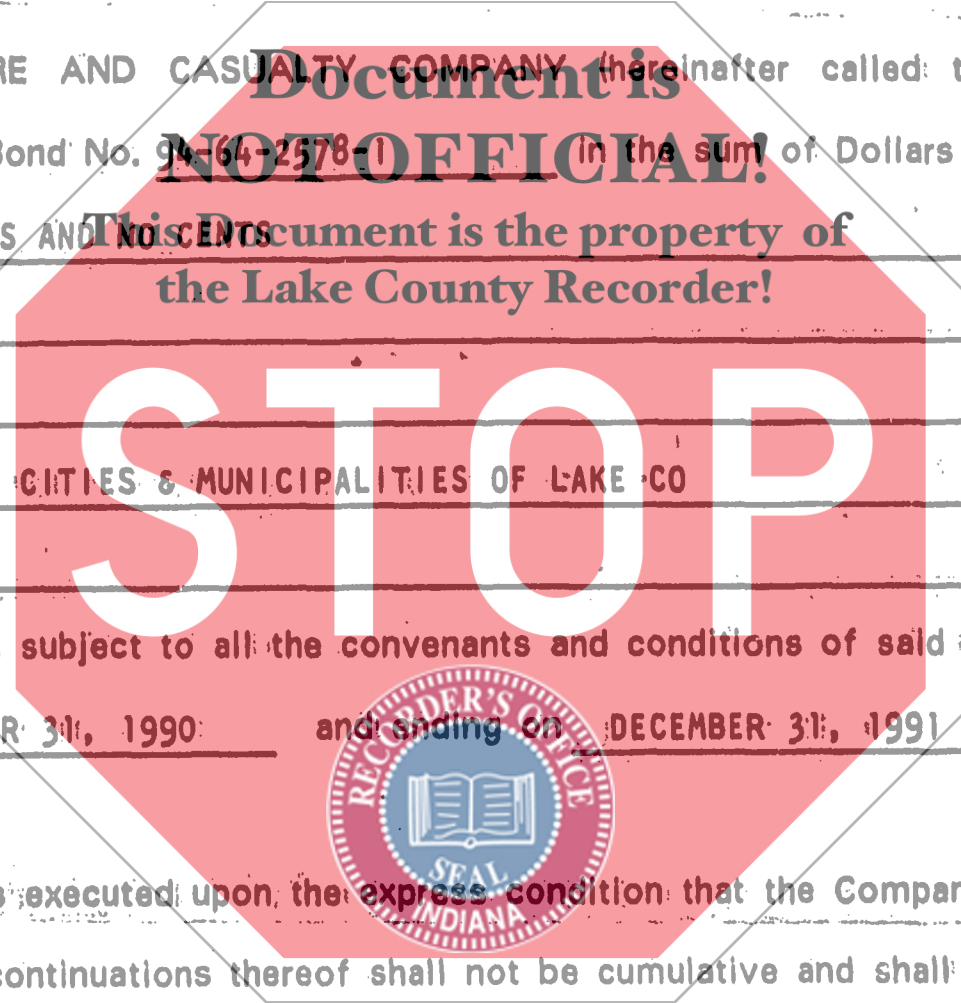 RE AND CASUALTY COMPANY (hereinafter called t
Document is
Bond No. 94-64-2578-1 in the sum of Dollars
NOT OFFICIAL!
S AND NO CENTS
This Document is the property of
the Lake County Recorder!
STOP
CITIES & MUNICIPALITIES OF LAKE CO
subject to all the convenants and conditions of said
R 31, 1990 and ending on DECEMBER 31, 1991
RECORDER'S OFFICE
SEAL
INDIANA
s executed upon the express condition that the Compan
continuations thereof shall not be cumulative and shall